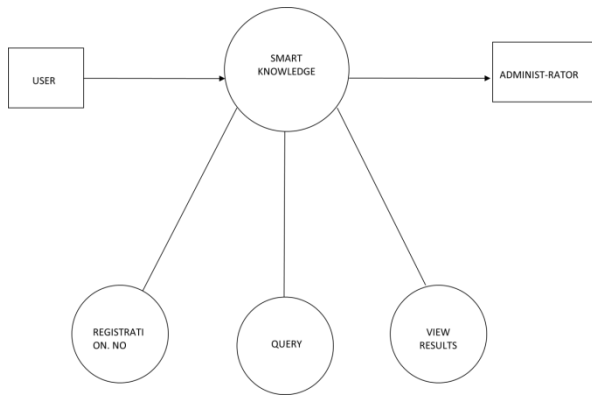 SMART
KNOWLEDGE
USER
ADMINIST-RATOR
REGISTRATI
ON. NO
QUERY
VIEW
RESULTS